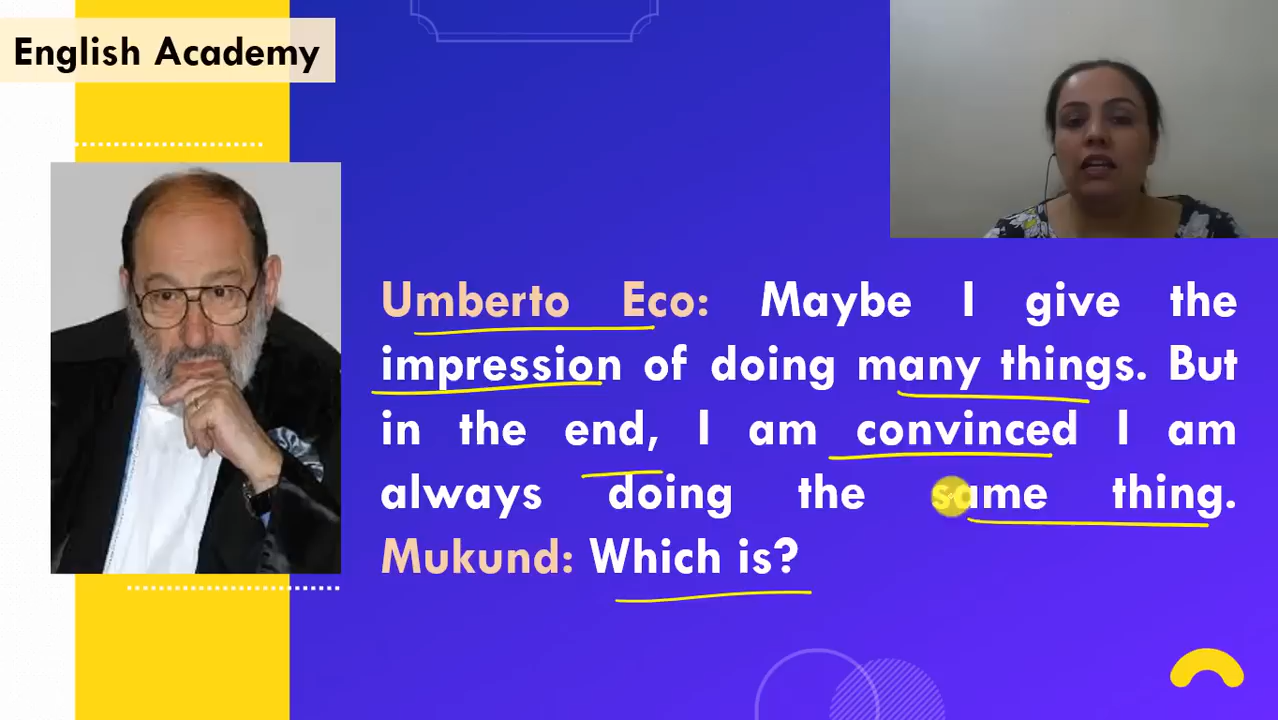 English Academy
Umberto Eco: Maybe I give the
impression of doing many things. But
in the end, I am convinced I am
always doing the same thing.
Mukund: Which is?